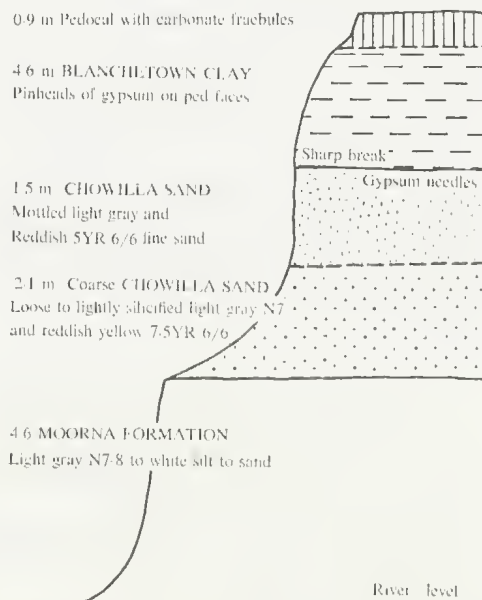 0·9 m Pedocal with carbonate fraebules
4·6 m BLANCHETOWN CLAY
Pinheads of gypsum on ped faces
Sharp break
Gypsum needles
1·5 m CHOWILLA SAND
Mottled light gray and
Reddish 5YR 6/6 fine sand
2·1 m Coarse CHOWILLA SAND
Loose to lightly silicified light gray N7
and reddish yellow 7·5YR 6/6
4·6 MOORNA FORMATION
Light gray N7-8 to white silt to sand
River level